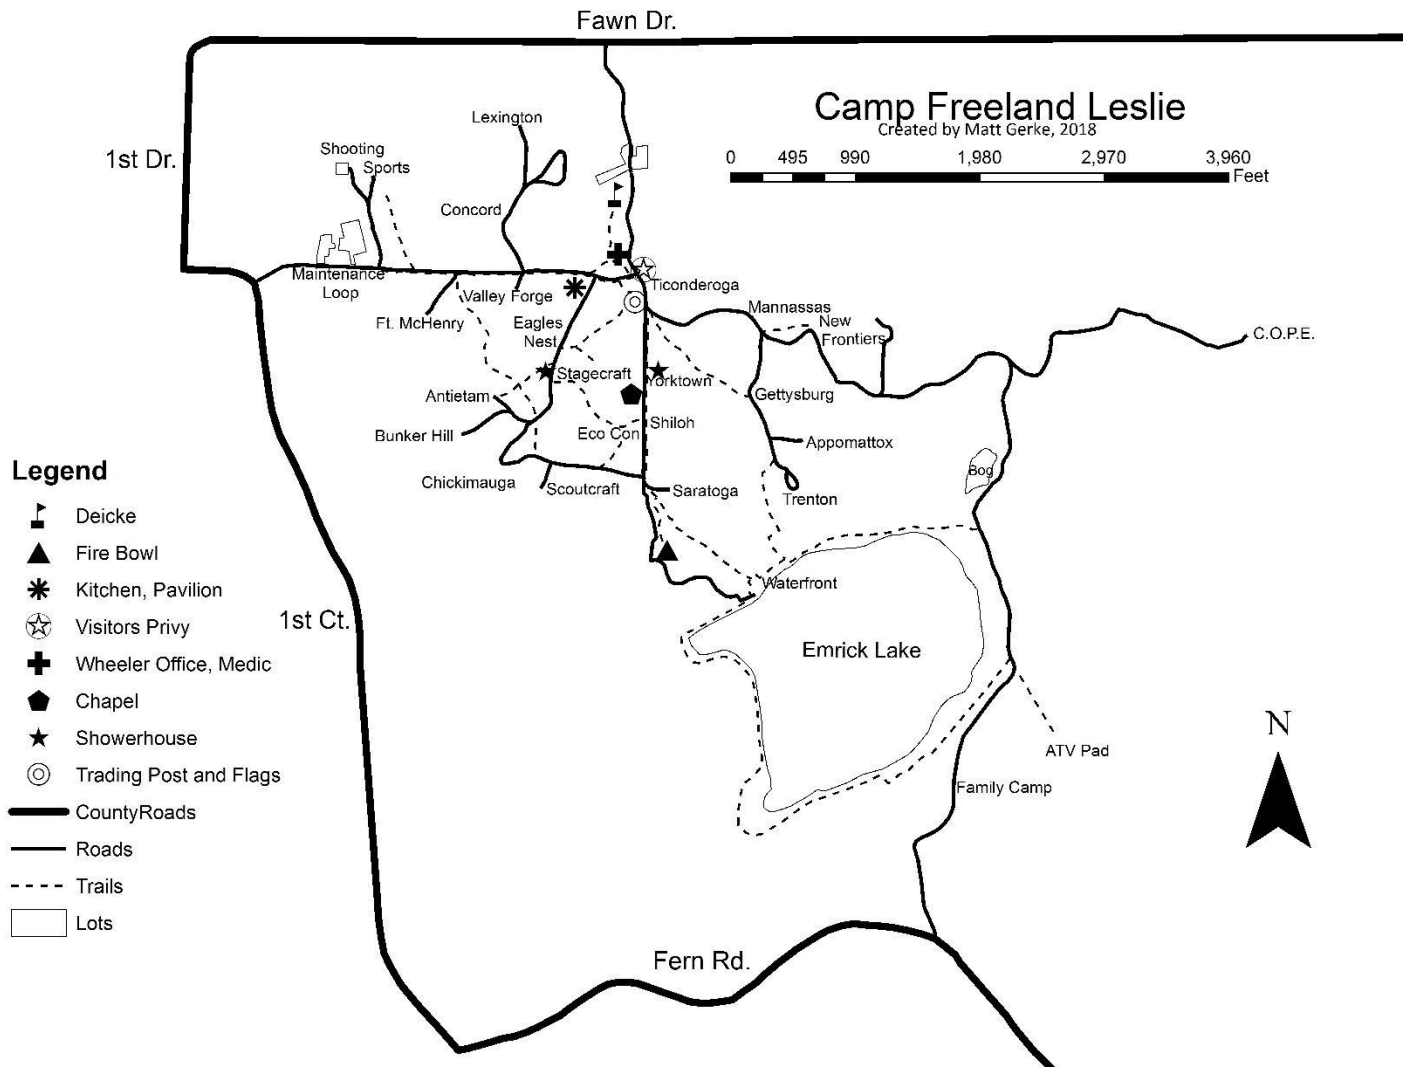 Fawn Dr.
Camp Freeland Leslie
Created by Matt Gerke, 2018
0 495 990 1,980 2,970 3,960
Feet
1st Dr.
Lexington
Shooting
Sports
Concord
Maintenance
Loop
Valley Forge
Ft. McHenry
Ticonderoga
Eagles
Nest
Mannassas
New
Frontiers
C.O.P.E.
Stagecraft
Yorktown
Antietam
Gettysburg
Bunker Hill
Eco Con
Shiloh
Appomattox
Chickimauga
Scoutcraft
Saratoga
Trenton
Bog
Waterfront
1st Ct.
Emrick Lake
ATV Pad
Family Camp
Fern Rd.
N
Legend
Deicke
Fire Bowl
Kitchen, Pavilion
Visitors Privy
Wheeler Office, Medic
Chapel
Showerhouse
Trading Post and Flags
CountyRoads
Roads
Trails
Lots